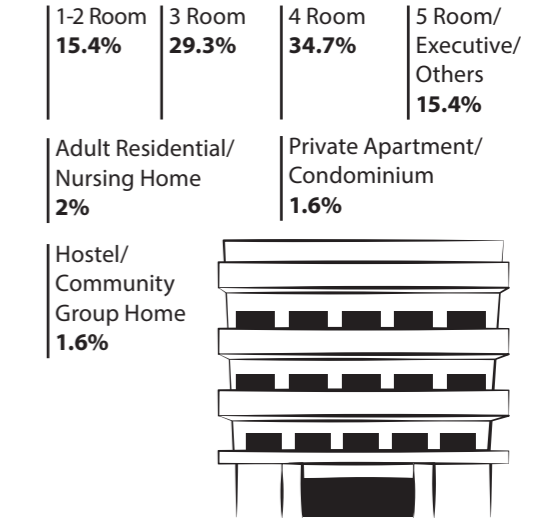 1-2 Room
15.4%
3 Room
29.3%
4 Room
34.7%
5 Room/
Executive/
Others
15.4%
Adult Residential/
Nursing Home
2%
Private Apartment/
Condominium
1.6%
Hostel/
Community
Group Home
1.6%